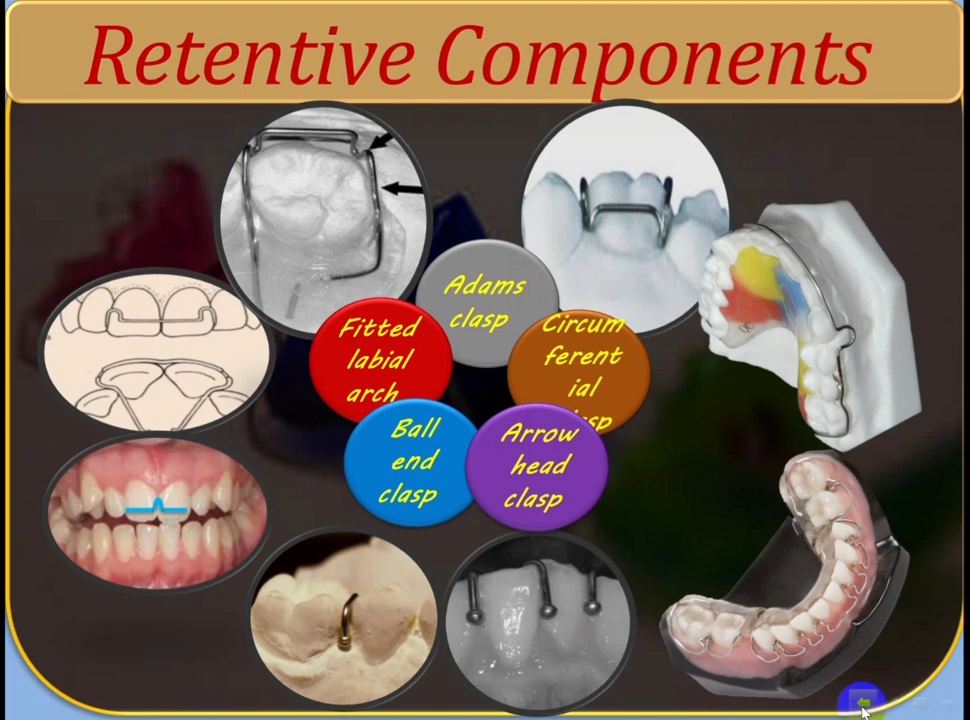 Retentive Components
Adams
clasp
Fitted
labial
arch
Circum
ferent
ial
Ball
end
clasp
Arrow
head
clasp